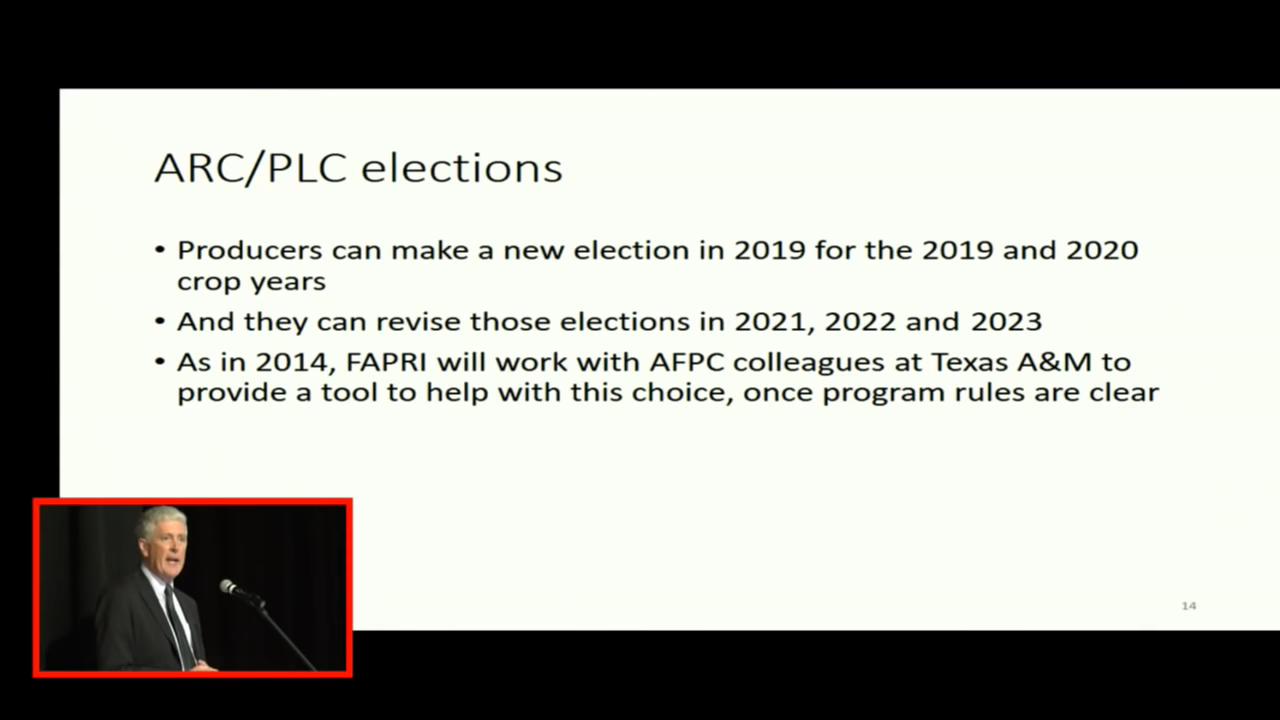 ARC/PLC elections
• Producers can make a new election in 2019 for the 2019 and 2020
crop years
• And they can revise those elections in 2021, 2022 and 2023
• As in 2014, FAPRI will work with AFPC colleagues at Texas A&M to
provide a tool to help with this choice, once program rules are clear
14